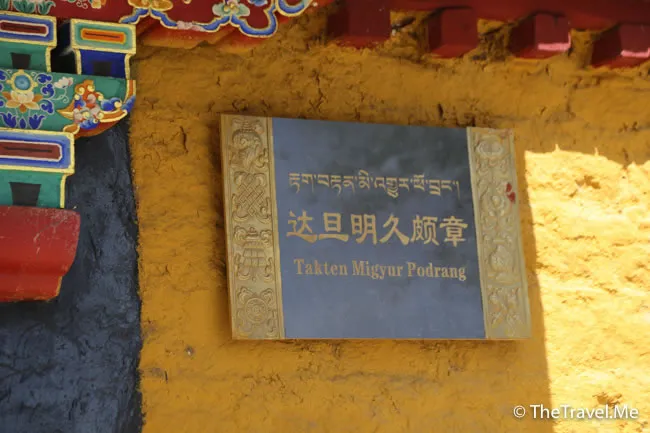 རྟག་བརྟན་མི་འགྱུར་ཕོ་བྲང་།
达旦明久颇章
Takten Migyur Podrang
© TheTravel.Me